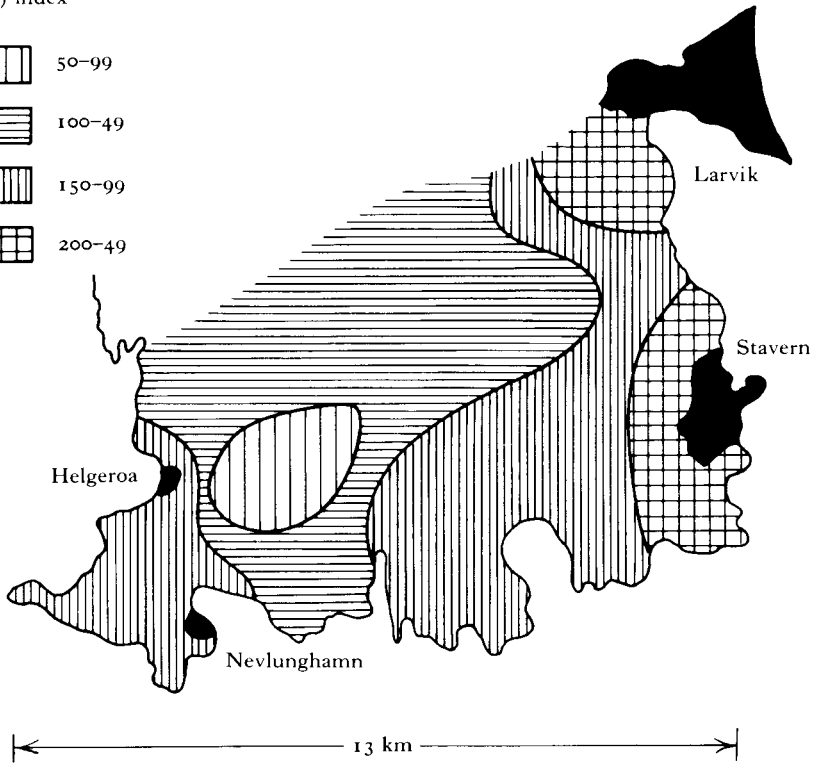 index
50–99
100–49
150–99
200–49
Larvik
Stavern
Helgeroa
Nevlunghamn
13 km